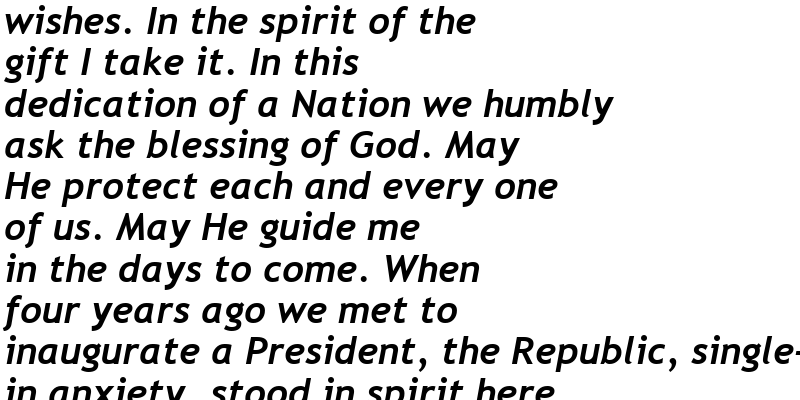 wishes. In the spirit of the
gift I take it. In this
dedication of a Nation we humbly
ask the blessing of God. May
He protect each and every one
of us. May He guide me
in the days to come. When
four years ago we met to
inaugurate a President, the Republic, single-
in anxiety, stood in spirit here